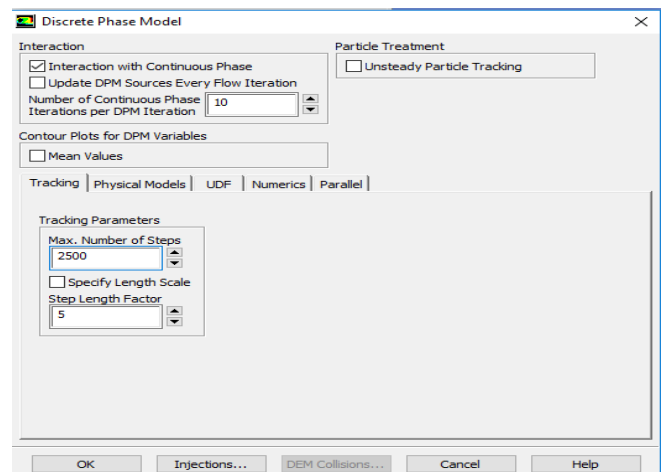 Discrete Phase Model
Interaction
Interaction with Continuous Phase
Update DPM Sources Every Flow Iteration
Number of Continuous Phase
Iterations per DPM Iteration
10
Particle Treatment
Unsteady Particle Tracking
Contour Plots for DPM Variables
Mean Values
Tracking Physical Models UDF Numerics Parallel
Tracking Parameters
Max. Number of Steps
2500
Specify Length Scale
Step Length Factor
5
OK Injections... DEM Collisions... Cancel Help